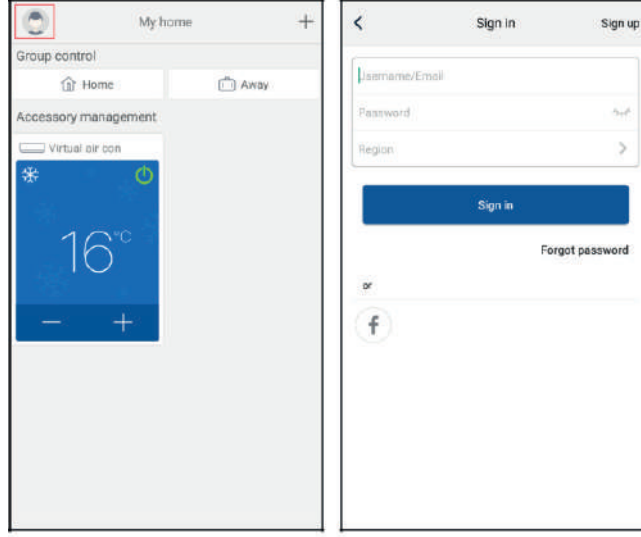 My home
Group control
Home
Away
Accessory management
Virtual air con
16°C
Sign in
Sign up
Username/Email
Password
Region
Sign in
Forgot password
or
f